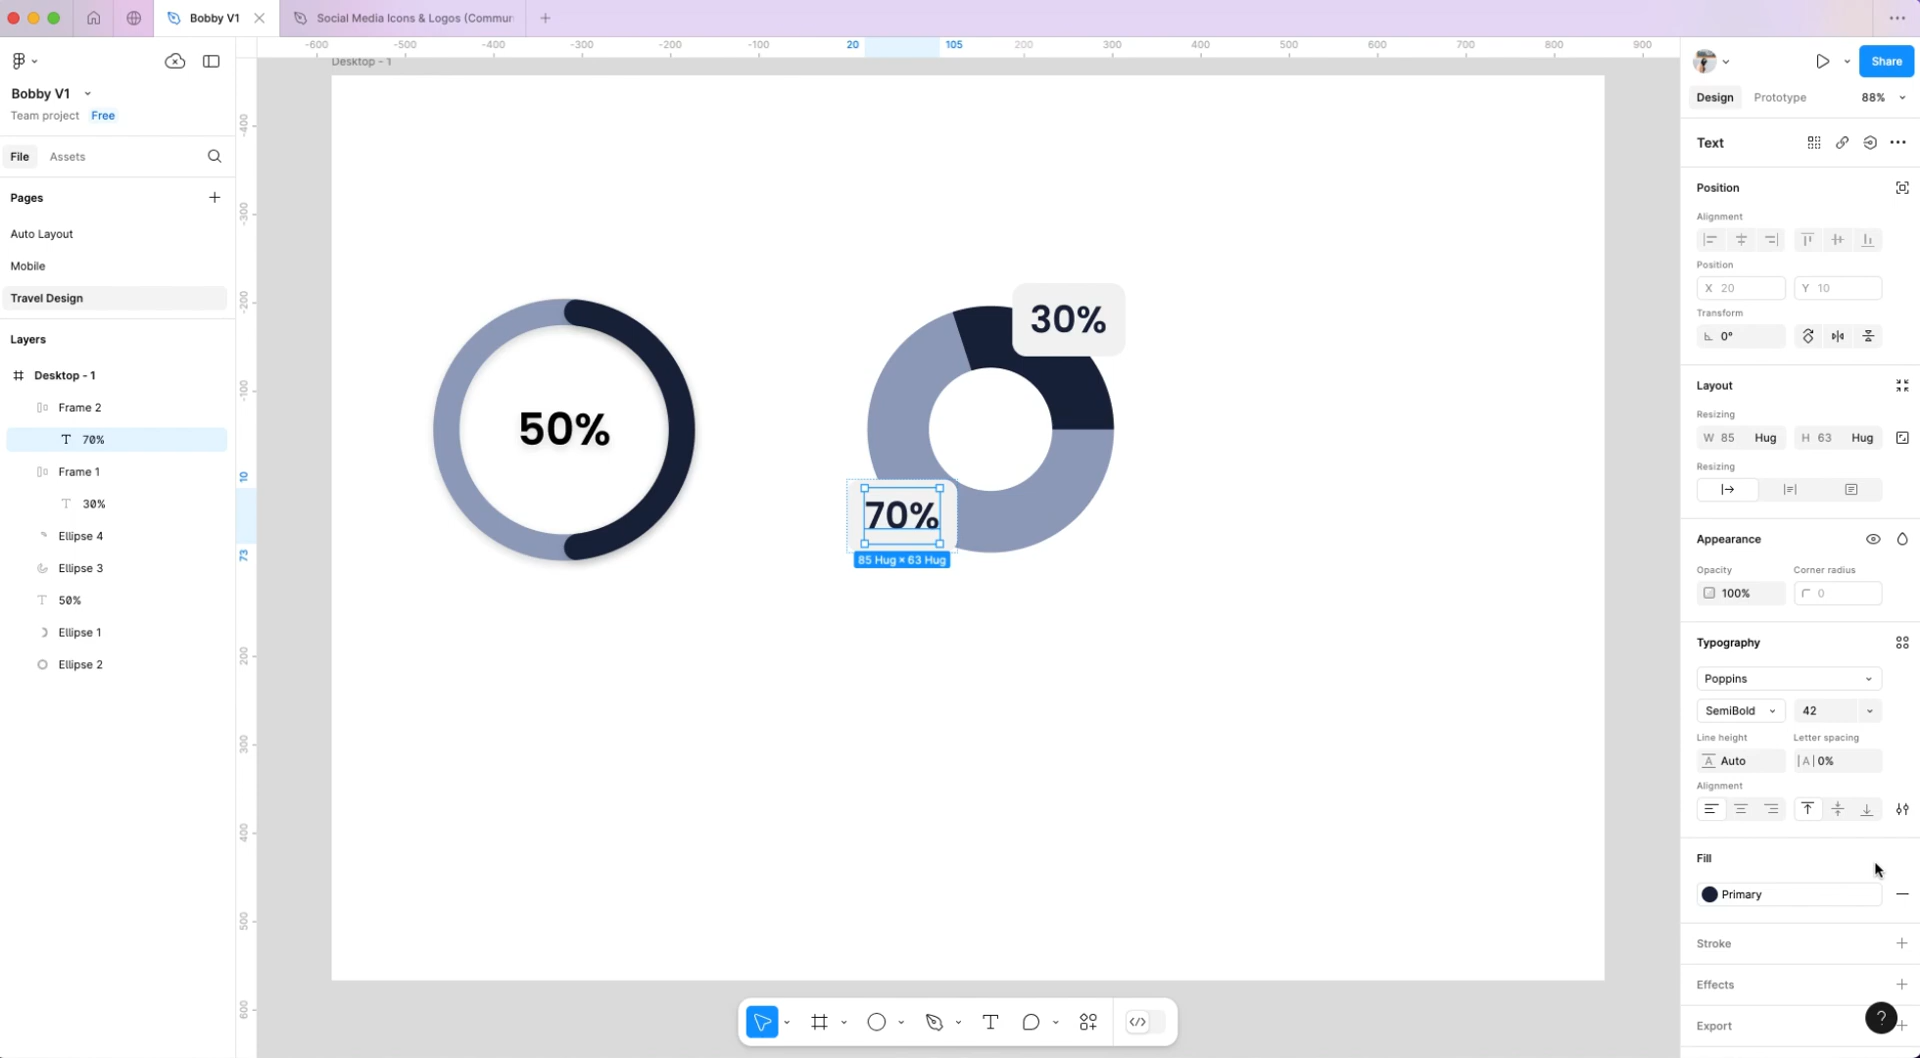 Bobby V1
Social Media Icons & Logos (Commur
Bobby V1
Team project Free
File Assets
Pages
Auto Layout
Mobile
Travel Design
Layers
Desktop - 1
Frame 2
70%
Frame 1
30%
Ellipse 4
Ellipse 3
50%
Ellipse 1
Ellipse 2
-600 -500 -400 -300 -200 -100 20 105 200 300 400 500 600 700 800 900
-400
-300
-200
-100
10
73
200
300
400
500
600
Desktop - 1
50%
30%
70%
85 Hug × 63 Hug
Share
Design Prototype 88%
Text
Position
Alignment
Position
X 20 Y 10
Transform
0°
Layout
Resizing
W 85 Hug H 63 Hug
Resizing
Appearance
Opacity Corner radius
100% 0
Typography
Poppins
SemiBold 42
Line height Letter spacing
Auto |A| 0%
Alignment
Fill
Primary
Stroke
Effects
Export
?